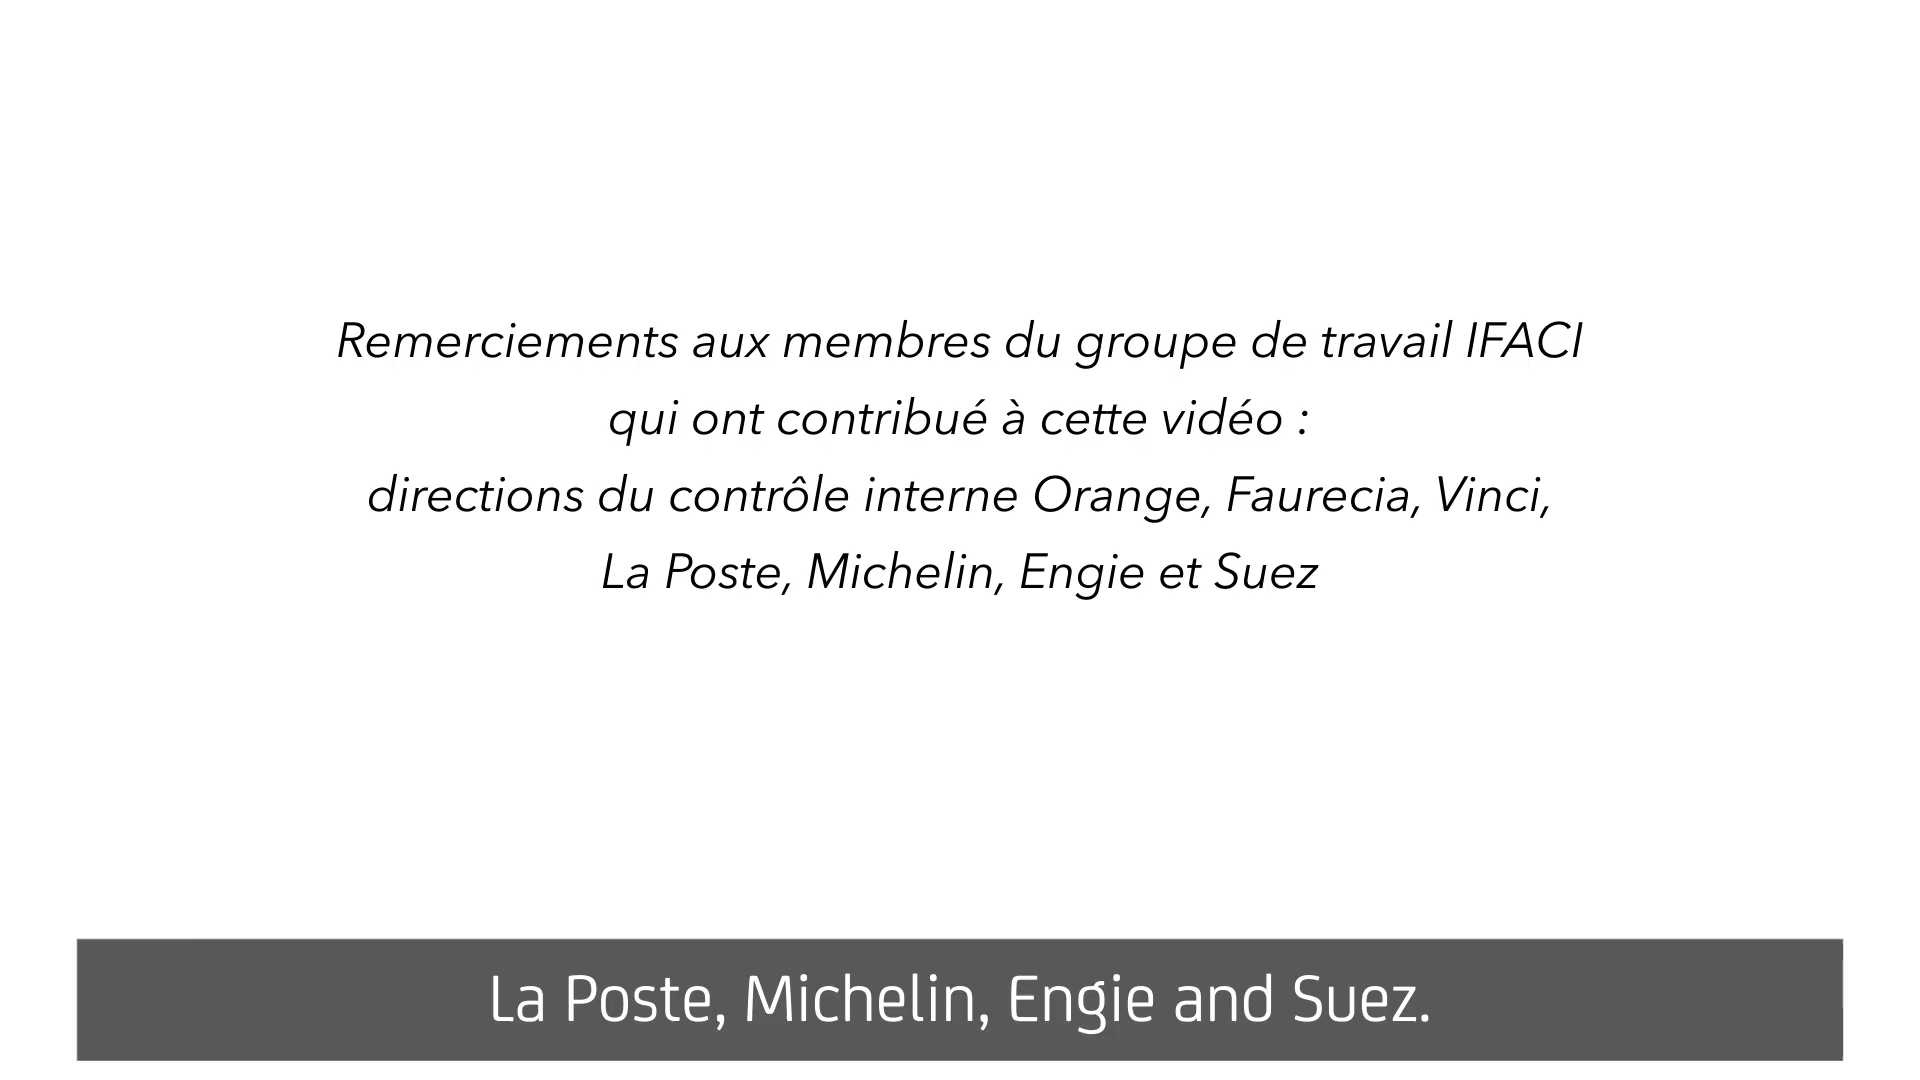 Remerciements aux membres du groupe de travail IFACI
qui ont contribué à cette vidéo :
directions du contrôle interne Orange, Faurecia, Vinci,
La Poste, Michelin, Engie et Suez
La Poste, Michelin, Engie and Suez.